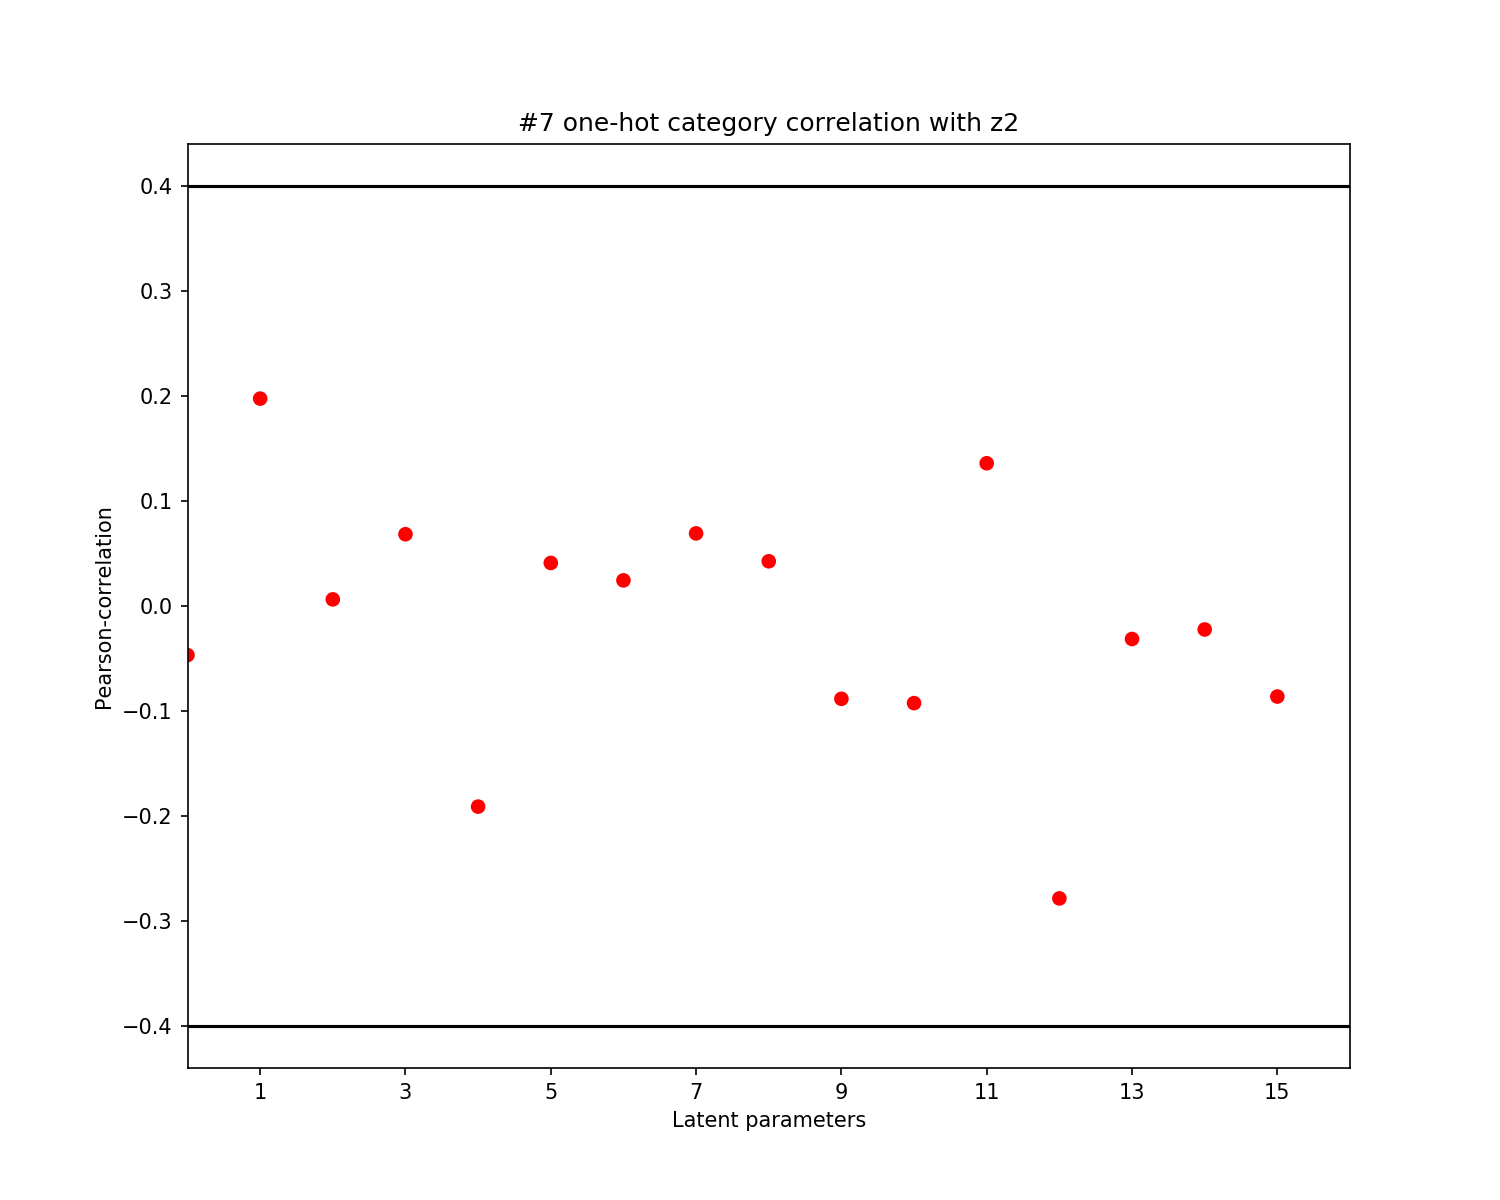 #7 one-hot category correlation with z2
0.4
0.3
0.2
0.1
0.0
−0.1
−0.2
−0.3
−0.4
Pearson-correlation
1 3 5 7 9 11 13 15
Latent parameters